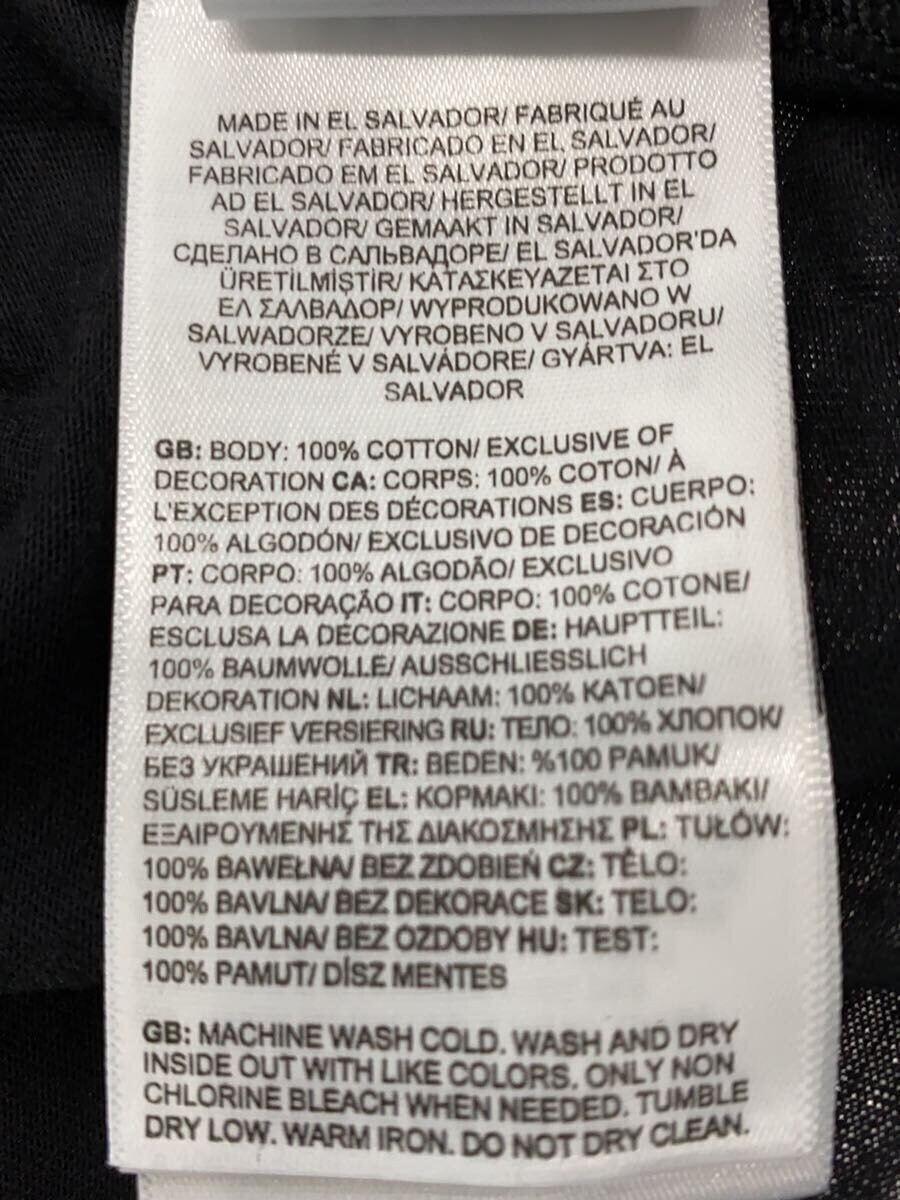 MADE IN EL SALVADOR/ FABRIQUÉ AU
SALVADOR/ FABRICADO EN EL SALVADOR/
FABRICADO EM EL SALVADOR/ PRODOTTO
AD EL SALVADOR/ HERGESTELLT IN EL
SALVADOR/ GEMAAKT IN SALVADOR/
СДЕЛАНО В САЛЬВАДОРЕ/ EL SALVADOR'DA
ÜRETİLMİŞTİR/ ΚΑΤΑΣΚΕΥΑΖΕΤΑΙ ΣΤΟ
ΕΛ ΣΑΛΒΑΔΟΡ/ WYPRODUKOWANO W
SALWADORZE/ VYROBENO V SALVADORU/
VYROBENÉ V SALVÁDORE/ GYÁRTVA: EL
SALVADOR
GB: BODY: 100% COTTON/ EXCLUSIVE OF
DECORATION CA: CORPS: 100% COTON/ À
L'EXCEPTION DES DÉCORATIONS ES: CUERPO:
100% ALGODÓN/ EXCLUSIVO DE DECORACIÓN
PT: CORPO: 100% ALGODÃO/ EXCLUSIVO
PARA DECORAÇÃO IT: CORPO: 100% COTONE/
ESCLUSA LA DECORAZIONE DE: HAUPTTEIL:
100% BAUMWOLLE/ AUSSCHLIESSLICH
DEKORATION NL: LICHAAM: 100% KATOEN/
EXCLUSIEF VERSIERING RU: ТЕЛО: 100% ХЛОПОК/
БЕЗ УКРАШЕНИЙ TR: BEDEN: %100 PAMUK/
SÜSLEME HARİÇ EL: ΚΟΡΜΑΚΙ: 100% ΒΑΜΒΑΚΙ/
ΕΞΑΙΡΟΥΜΕΝΗΣ ΤΗΣ ΔΙΑΚΟΣΜΗΣΗΣ PL: TUŁÓW:
100% BAWEŁNA/ BEZ ZDOBIEŃ CZ: TĚLO:
100% BAVLNA/ BEZ DEKORACE SK: TELO:
100% BAVLNA/ BEZ OZDOBY HU: TEST:
100% PAMUT/ DÍSZ MENTES
GB: MACHINE WASH COLD. WASH AND DRY
INSIDE OUT WITH LIKE COLORS. ONLY NON
CHLORINE BLEACH WHEN NEEDED. TUMBLE
DRY LOW. WARM IRON. DO NOT DRY CLEAN.